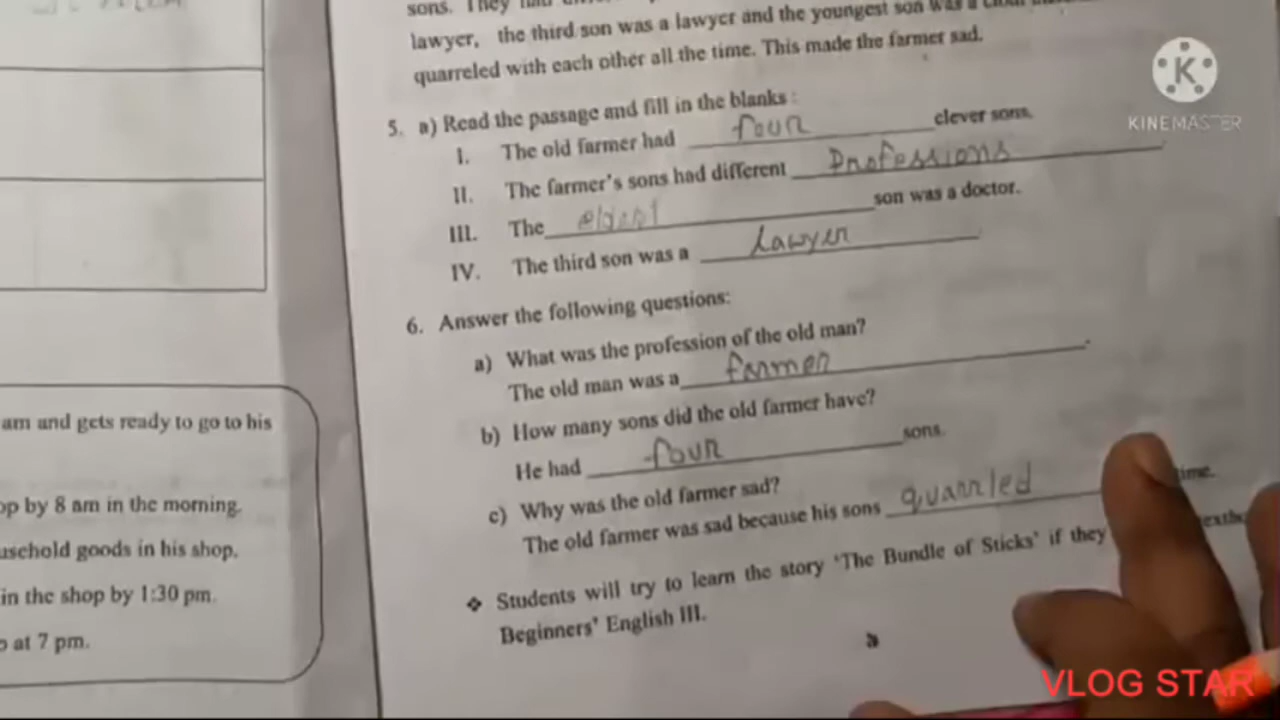 sons. They had
lawyer, the third son was a lawyer and the youngest son was a
quarreled with each other all the time. This made the farmer sad.
5. a) Read the passage and fill in the blanks :
I. The old farmer had four clever sons.
II. The farmer's sons had different Professions.
III. The eldest son was a doctor.
IV. The third son was a Lawyer
6. Answer the following questions:
a) What was the profession of the old man?
The old man was a farmer.
b) How many sons did the old farmer have?
He had four sons.
c) Why was the old farmer sad?
The old farmer was sad because his sons quarrled time.
❖ Students will try to learn the story 'The Bundle of Sticks' if they
Beginners' English III.
am and gets ready to go to his
op by 8 am in the morning.
usehold goods in his shop.
in the shop by 1:30 pm.
at 7 pm.
K
KINEMASTER
VLOG STAR